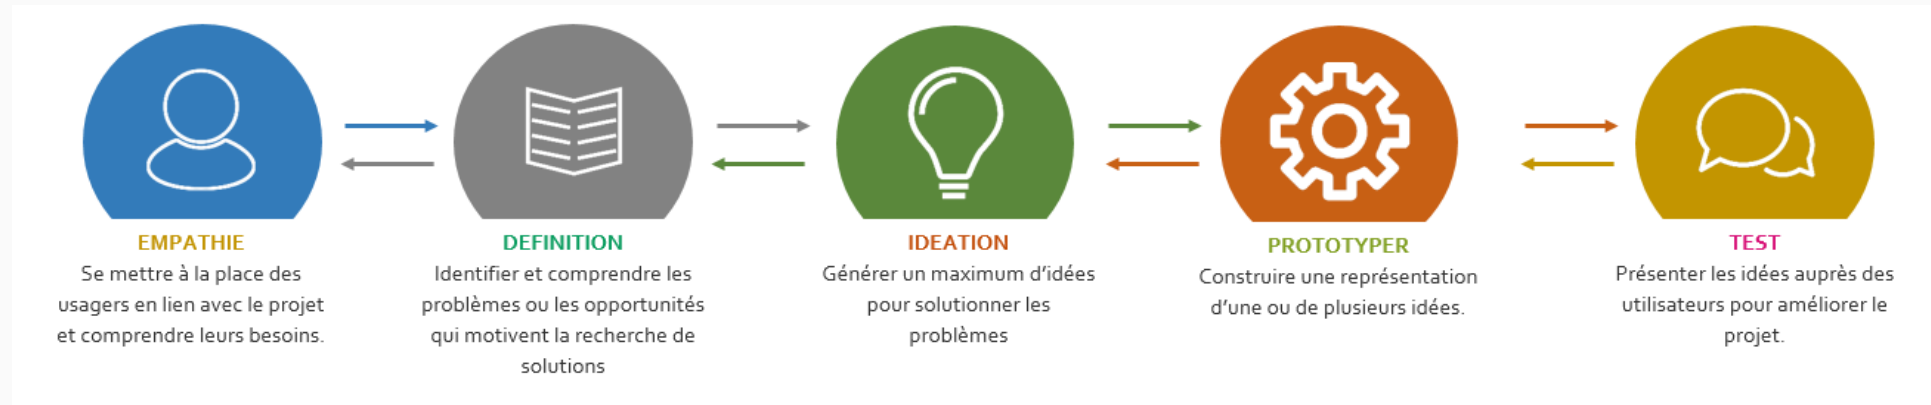 EMPATHIE
Se mettre à la place des
usagers en lien avec le projet
et comprendre leurs besoins.
DEFINITION
Identifier et comprendre les
problèmes ou les opportunités
qui motivent la recherche de
solutions
IDEATION
Générer un maximum d’idées
pour solutionner les
problèmes
PROTOTYPER
Construire une représentation
d’une ou de plusieurs idées.
TEST
Présenter les idées auprès des
utilisateurs pour améliorer le
projet.